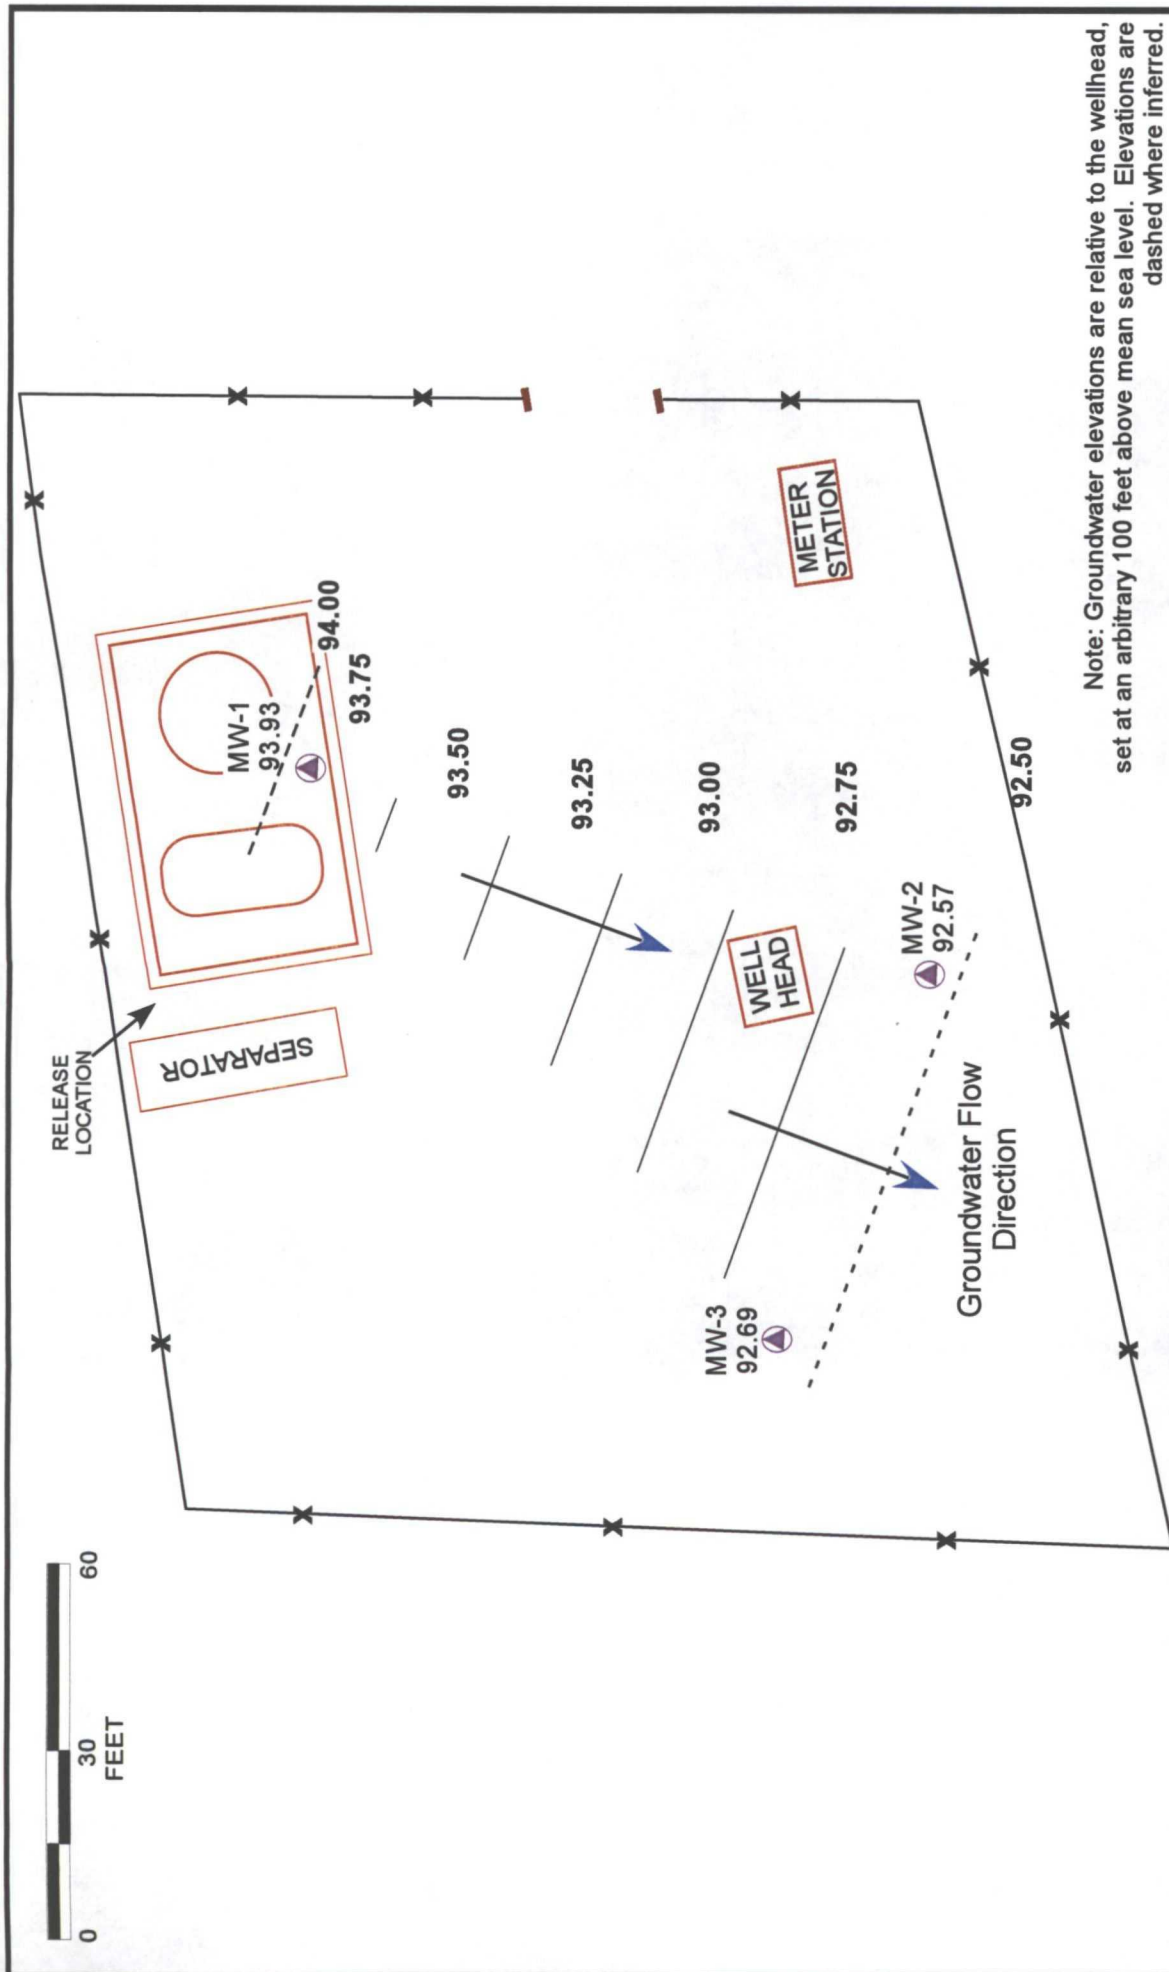 RELEASE
LOCATION
SEPARATOR
MW-1
93.93
94.00
93.75
93.50
93.25
93.00
92.75
92.50
WELL
HEAD
METER
STATION
MW-2
92.57
MW-3
92.69
Groundwater Flow
Direction
0
30
60
FEET
Note: Groundwater elevations are relative to the wellhead,
set at an arbitrary 100 feet above mean sea level. Elevations are
dashed where inferred.